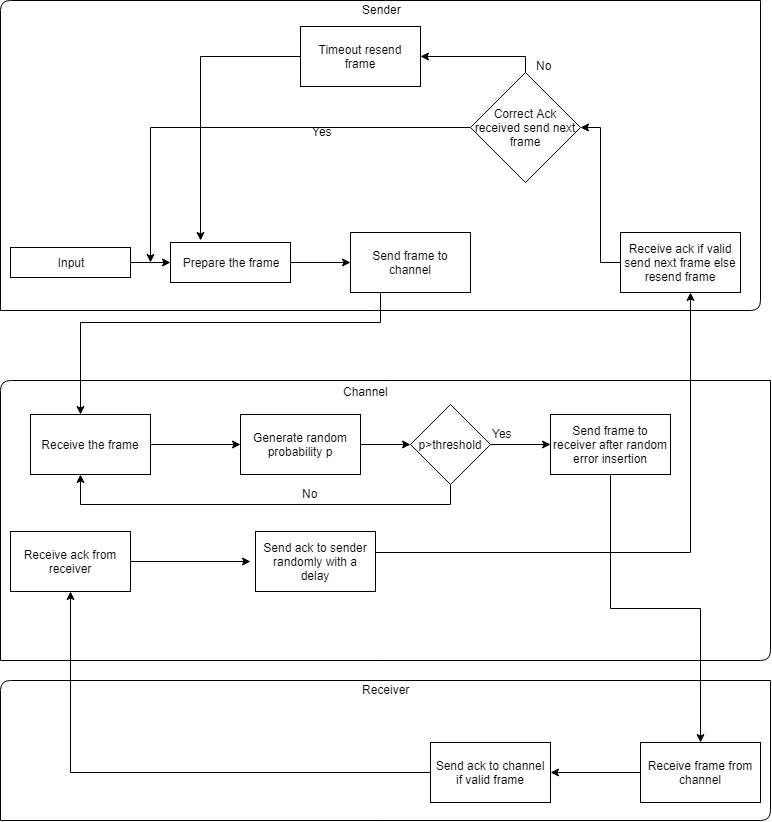 Sender
Timeout resend
frame
No
Correct Ack
received send next
frame
Yes
Input
Prepare the frame
Send frame to
channel
Receive ack if valid
send next frame else
resend frame
Channel
Receive the frame
Generate random
probability p
p>threshold
Yes
Send frame to
receiver after random
error insertion
No
Receive ack from
receiver
Send ack to sender
randomly with a
delay
Receiver
Send ack to channel
if valid frame
Receive frame from
channel